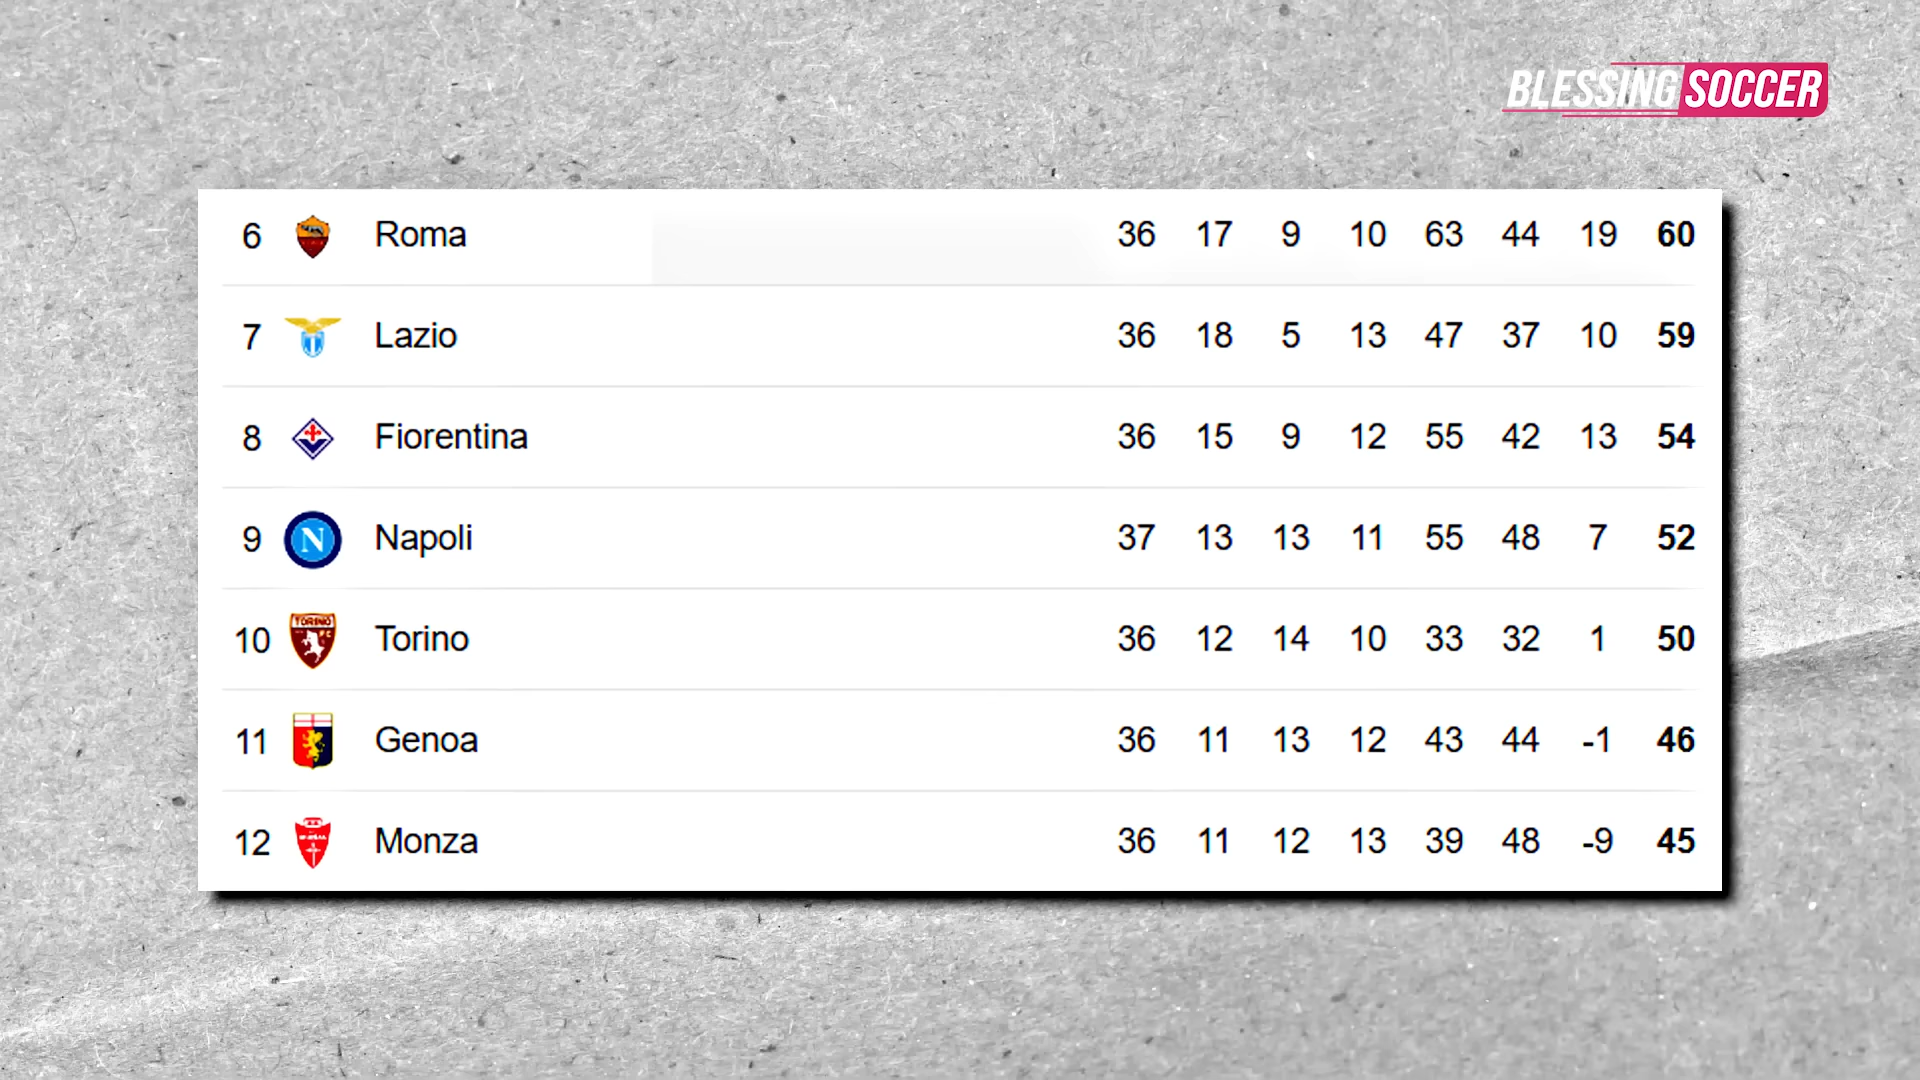 BLESSING SOCCER
6 Roma 36 17 9 10 63 44 19 60
7 Lazio 36 18 5 13 47 37 10 59
8 Fiorentina 36 15 9 12 55 42 13 54
9 N Napoli 37 13 13 11 55 48 7 52
10 TORINO FC Torino 36 12 14 10 33 32 1 50
11 Genoa 36 11 13 12 43 44 -1 46
12 Monza 36 11 12 13 39 48 -9 45